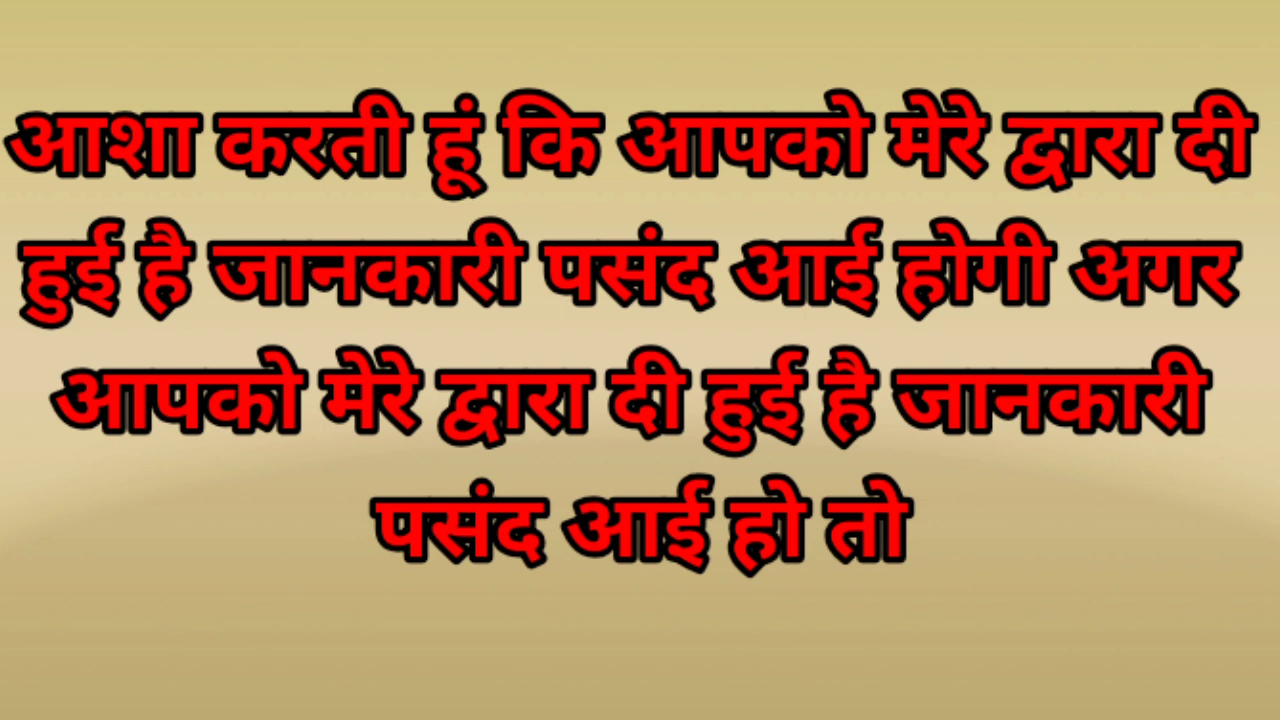 आशा करती हूं कि आपको मेरे द्वारा दी
हुई है जानकारी पसंद आई होगी अगर
आपको मेरे द्वारा दी हुई है जानकारी
पसंद आई हो तो